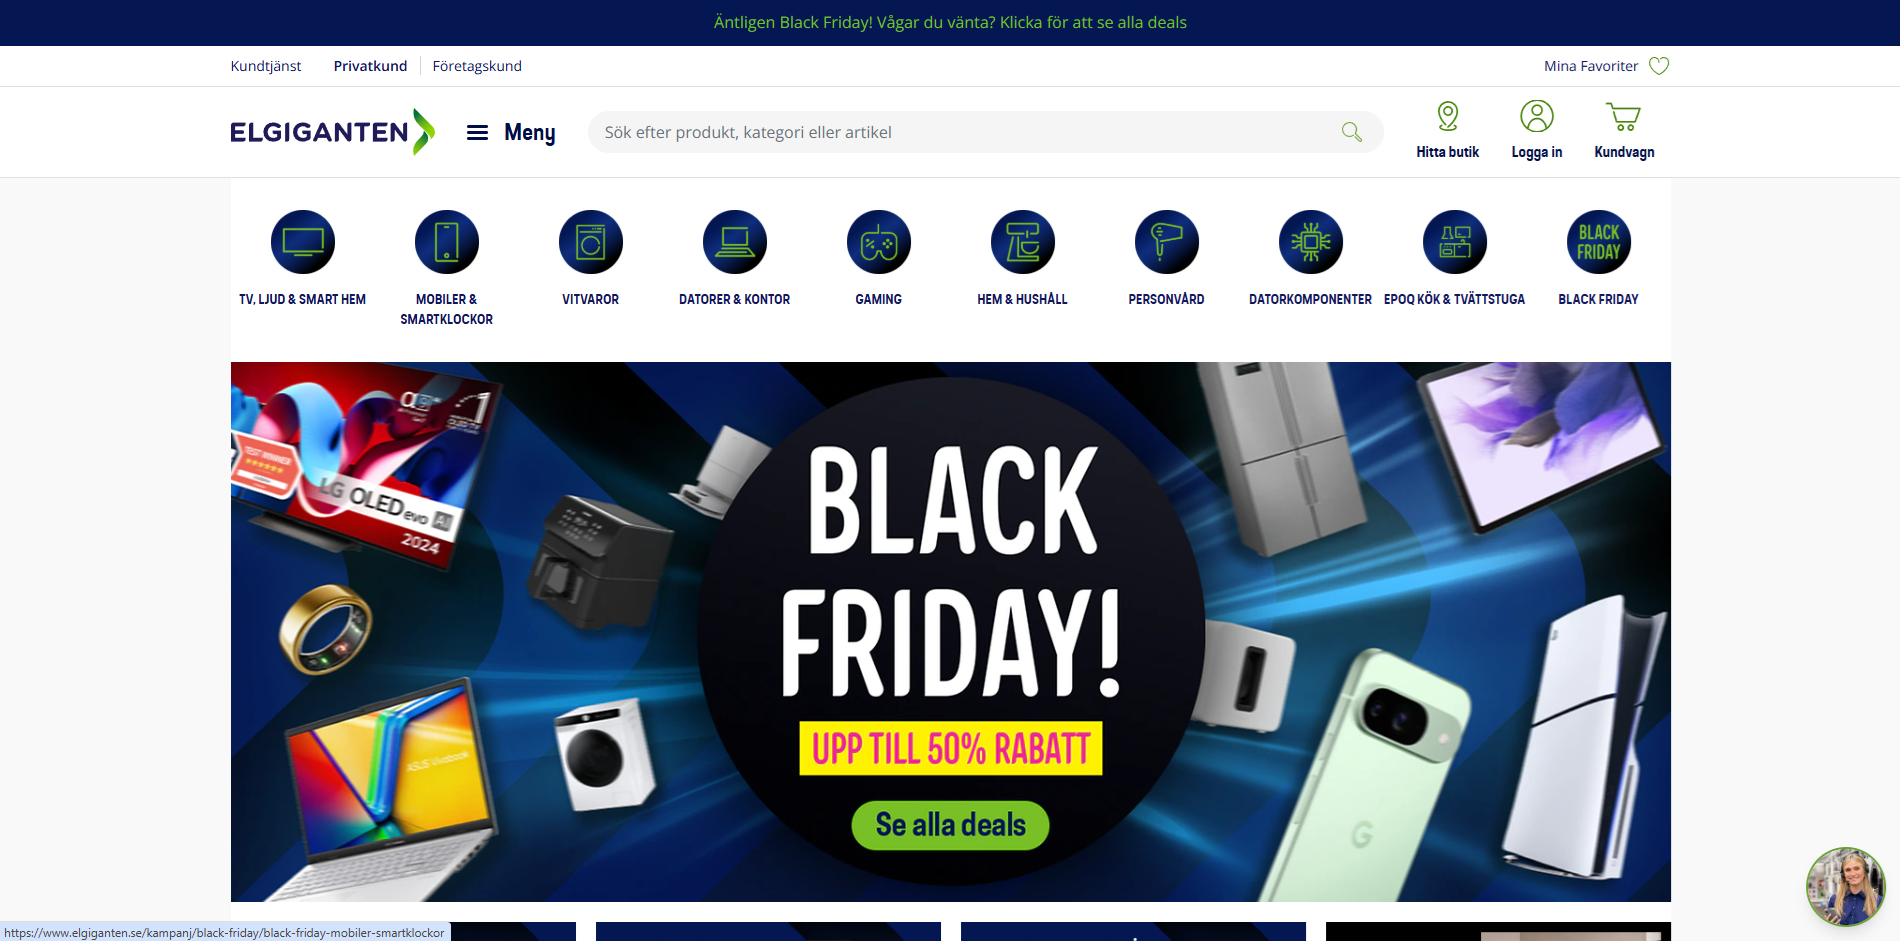 Äntligen Black Friday! Vågar du vänta? Klicka för att se alla deals
Kundtjänst
Privatkund
Företagskund
Mina Favoriter
ELGIGANTEN
Meny
Sök efter produkt, kategori eller artikel
Hitta butik
Logga in
Kundvagn
BLACK
FRIDAY
TV, LJUD & SMART HEM
MOBILER &
SMARTKLOCKOR
VITVAROR
DATORER & KONTOR
GAMING
HEM & HUSHÅLL
PERSONVÅRD
DATORKOMPONENTER
EPOQ KÖK & TVÄTTSTUGA
BLACK FRIDAY
TEST WINNER
LG OLED evo AI
2024
BLACK
FRIDAY!
UPP TILL 50% RABATT
Se alla deals
ASUS Vivobook
G
https://www.elgiganten.se/kampanj/black-friday/black-friday-mobiler-smartklockor